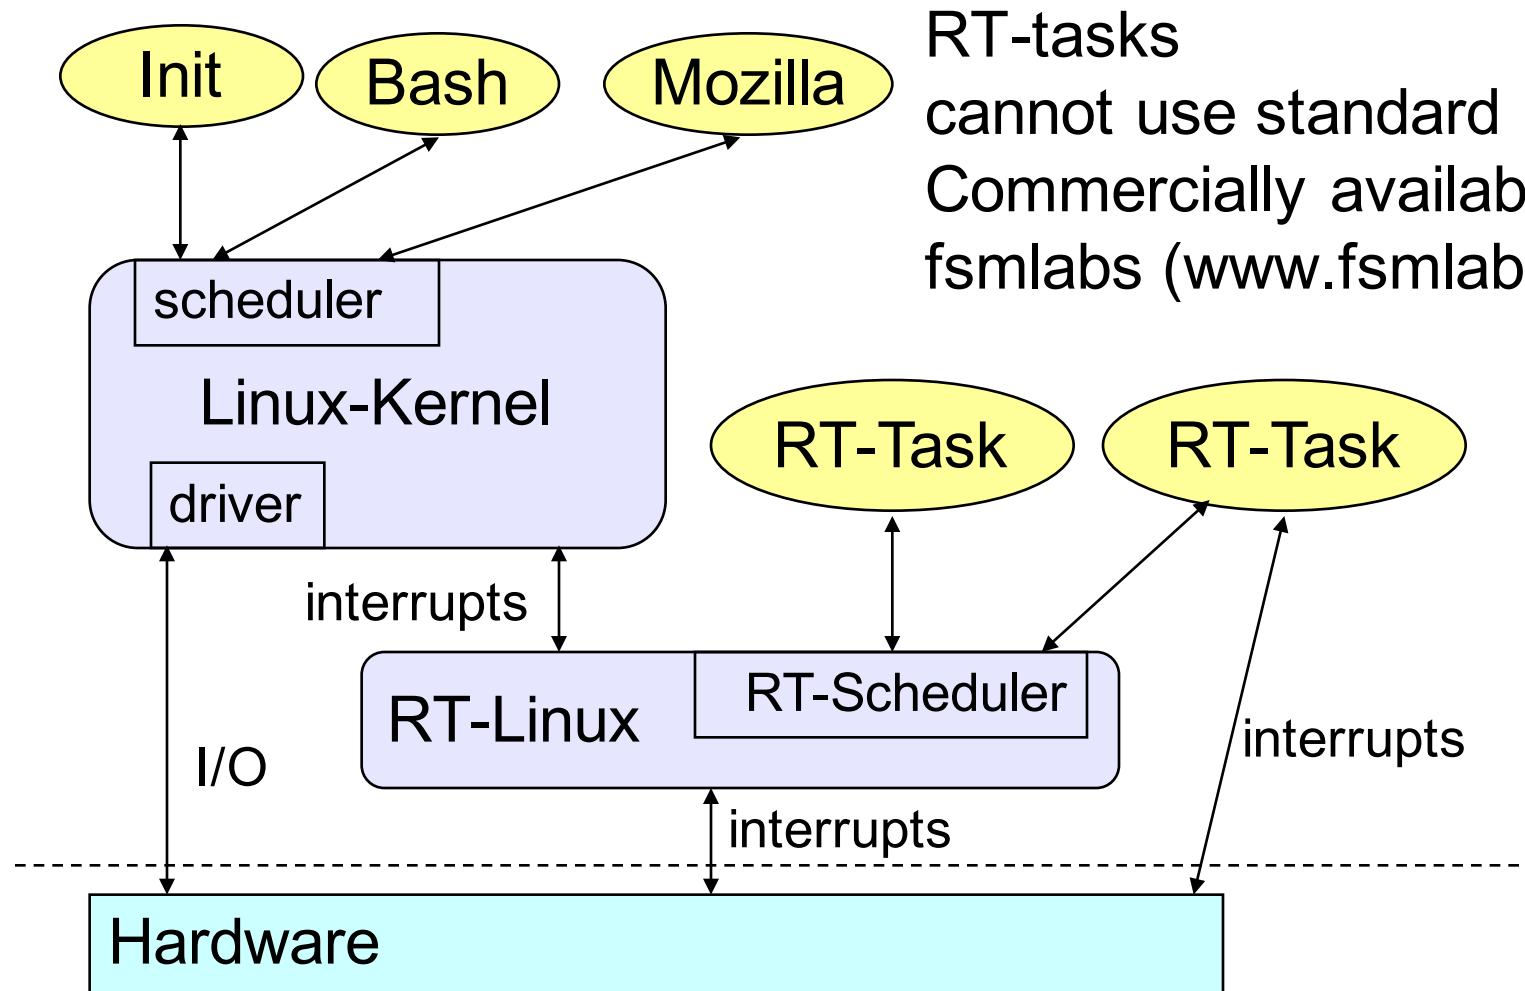 Init
Bash
Mozilla
RT-tasks
cannot use standard
Commercially availab
fsmlabs (www.fsmlab
scheduler
Linux-Kernel
driver
RT-Task
RT-Task
interrupts
RT-Scheduler
RT-Linux
I/O
interrupts
interrupts
Hardware